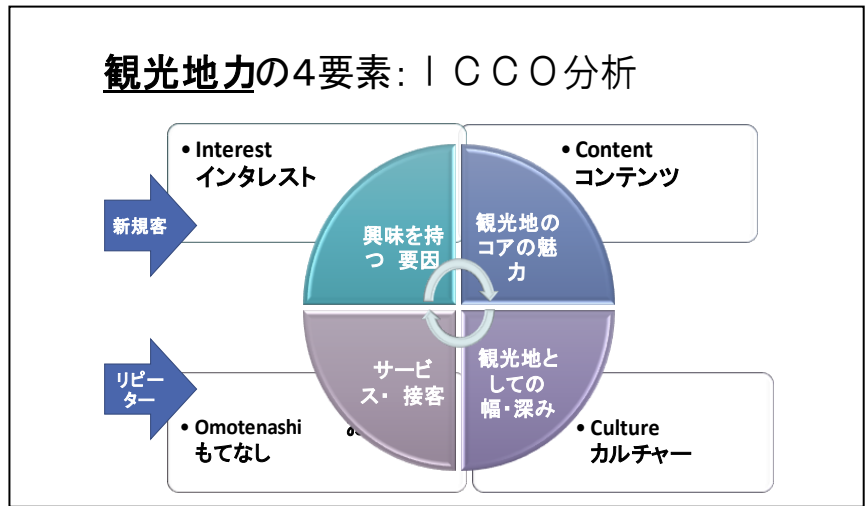 観光地力の4要素：ＩＣＣＯ分析
• Interest
インタレスト
• Content
コンテンツ
新規客
興味を持
つ 要因
観光地の
コアの魅
力
リピー
ター
サービ
ス・ 接客
観光地と
しての
幅・深み
• Omotenashi
もてなし
• Culture
カルチャー